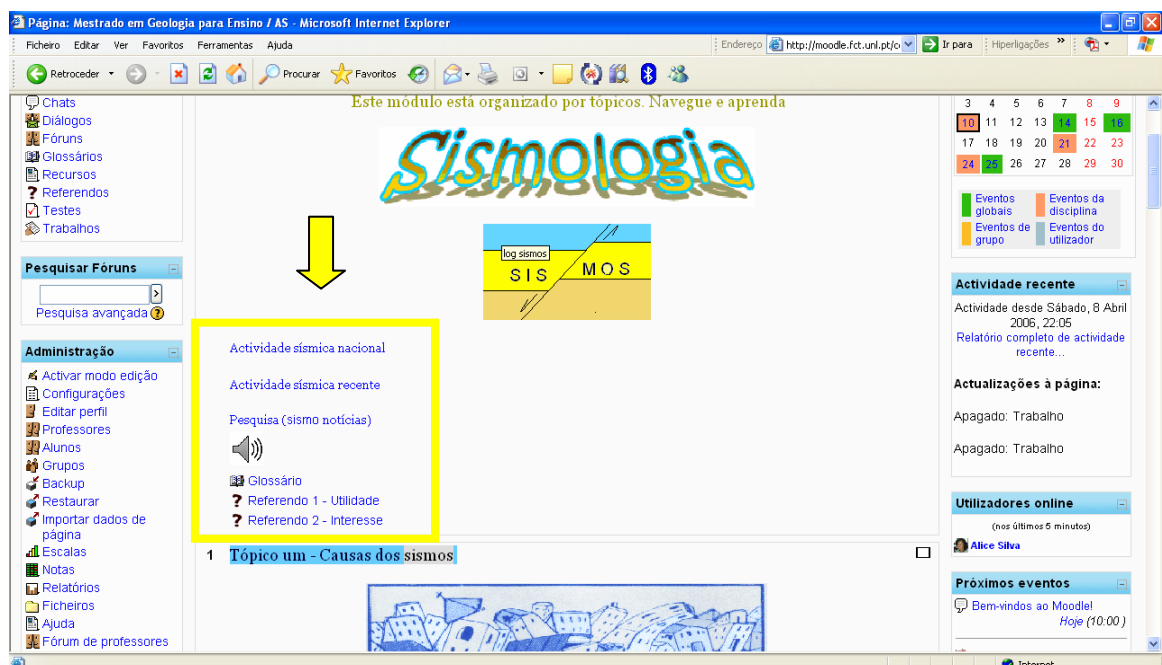 Página: Mestrado em Geologia para Ensino / AS - Microsoft Internet Explorer
Ficheiro Editar Ver Favoritos Ferramentas Ajuda
Endereço http://moodle.fct.unl.pt/ Ir para Hiperligações »
Retroceder Procurar Favoritos
Chats
Diálogos
Fóruns
Glossários
Recursos
Referendos
Testes
Trabalhos
Pesquisar Fóruns
Pesquisa avançada ?
Administração
Activar modo edição
Configurações
Editar perfil
Professores
Alunos
Grupos
Backup
Restaurar
Importar dados de
página
Escalas
Notas
Relatórios
Ficheiros
Ajuda
Fórum de professores
Este módulo está organizado por tópicos. Navegue e aprenda
Sismologia
log sismos
SIS MOS
Actividade sísmica nacional
Actividade sísmica recente
Pesquisa (sismo notícias)
Glossário
? Referendo 1 - Utilidade
? Referendo 2 - Interesse
1 Tópico um - Causas dos sismos
3 4 5 6 7 8 9
10 11 12 13 14 15 16
17 18 19 20 21 22 23
24 25 26 27 28 29 30
Eventos globais
Eventos da disciplina
Eventos de grupo
Eventos do utilizador
Actividade recente
Actividade desde Sábado, 8 Abril
2006, 22:05
Relatório completo de actividade
recente...
Actualizações à página:
Apagado: Trabalho
Apagado: Trabalho
Utilizadores online
(nos últimos 5 minutos)
Alice Silva
Próximos eventos
Bem-vindos ao Moodle!
Hoje (10:00 )
Internet